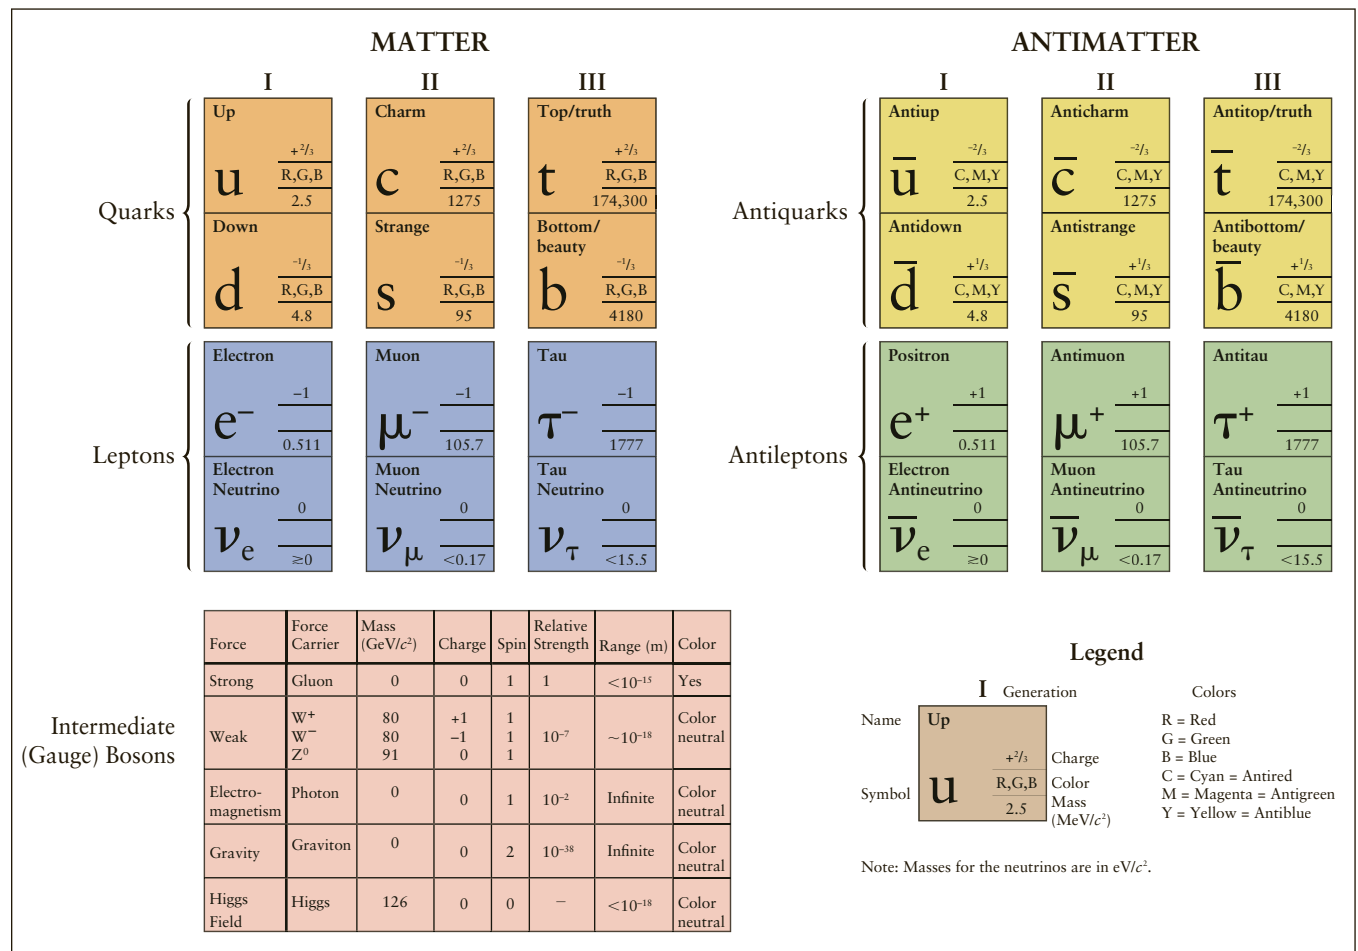 MATTER
I II III
Quarks
Up
+2/3
u R,G,B
2.5
Charm
+2/3
c R,G,B
1275
Top/truth
+2/3
t R,G,B
174,300
Down
−1/3
d R,G,B
4.8
Strange
−1/3
s R,G,B
95
Bottom/
beauty
−1/3
b R,G,B
4180
Leptons
Electron
−1
e−
0.511
Muon
−1
μ−
105.7
Tau
−1
τ−
1777
Electron
Neutrino
0
νe
≥0
Muon
Neutrino
0
νμ
<0.17
Tau
Neutrino
0
ντ
<15.5
ANTIMATTER
I II III
Antiquarks
Antiup
−2/3
u̅ C,M,Y
2.5
Anticharm
−2/3
c̅ C,M,Y
1275
Antitop/truth
−2/3
t̅ C,M,Y
174,300
Antidown
+1/3
d̅ C,M,Y
4.8
Antistrange
+1/3
s̅ C,M,Y
95
Antibottom/
beauty
+1/3
b̅ C,M,Y
4180
Antileptons
Positron
+1
e+
0.511
Antimuon
+1
μ+
105.7
Antitau
+1
τ+
1777
Electron
Antineutrino
0
ν̅e
≥0
Muon
Antineutrino
0
ν̅μ
<0.17
Tau
Antineutrino
0
ν̅τ
<15.5
Intermediate
(Gauge) Bosons
Force
Force
Carrier
Mass
(GeV/c²)
Charge
Spin
Relative
Strength
Range (m)
Color
Strong Gluon 0 0 1 1 <10⁻¹⁵ Yes
Weak
W⁺ 80 +1 1
W⁻ 80 −1 1
Z⁰ 91 0 1
10⁻⁷ ~10⁻¹⁸
Color
neutral
Electro-
magnetism
Photon 0 0 1 10⁻² Infinite
Color
neutral
Gravity Graviton 0 0 2 10⁻³⁸ Infinite
Color
neutral
Higgs
Field
Higgs 126 0 0 − <10⁻¹⁸
Color
neutral
Legend
I Generation
Name
Up
Symbol
u
+2/3 Charge
R,G,B Color
2.5 Mass
(MeV/c²)
Colors
R = Red
G = Green
B = Blue
C = Cyan = Antired
M = Magenta = Antigreen
Y = Yellow = Antiblue
Note: Masses for the neutrinos are in eV/c².